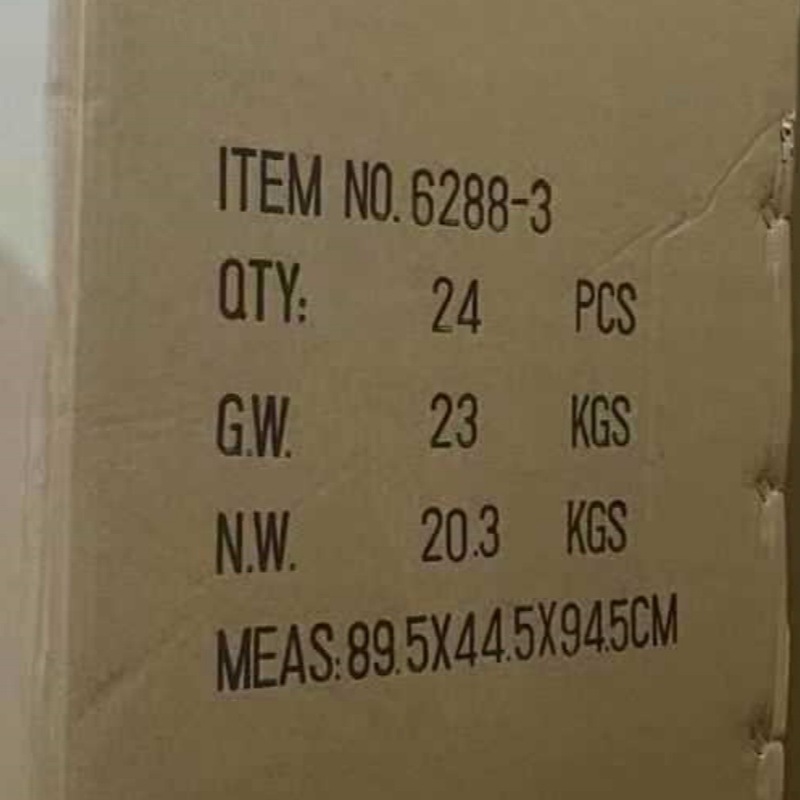 ITEM NO. 6288-3
QTY: 24 PCS
G.W. 23 KGS
N.W. 20.3 KGS
MEAS:89.5X44.5X94.5CM